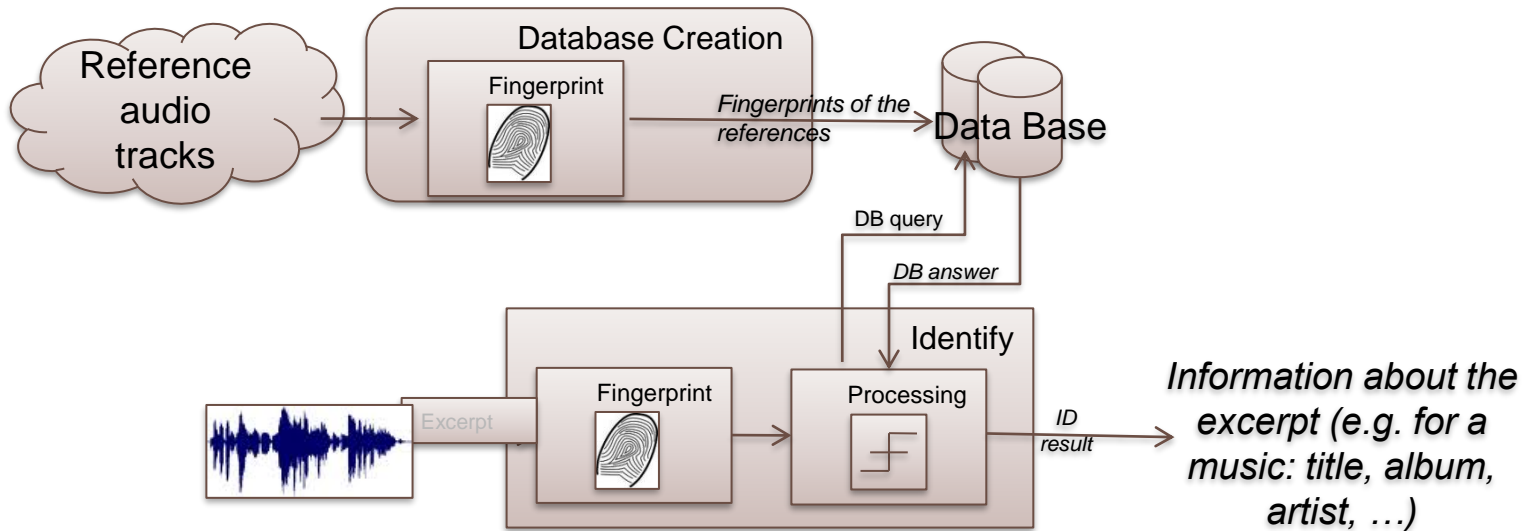 Database Creation
Reference
audio
tracks
Fingerprint
Fingerprints of the
references
Data Base
DB query
DB answer
Identify
Excerpt
Fingerprint
Processing
ID
result
Information about the
excerpt (e.g. for a
music: title, album,
artist, …)